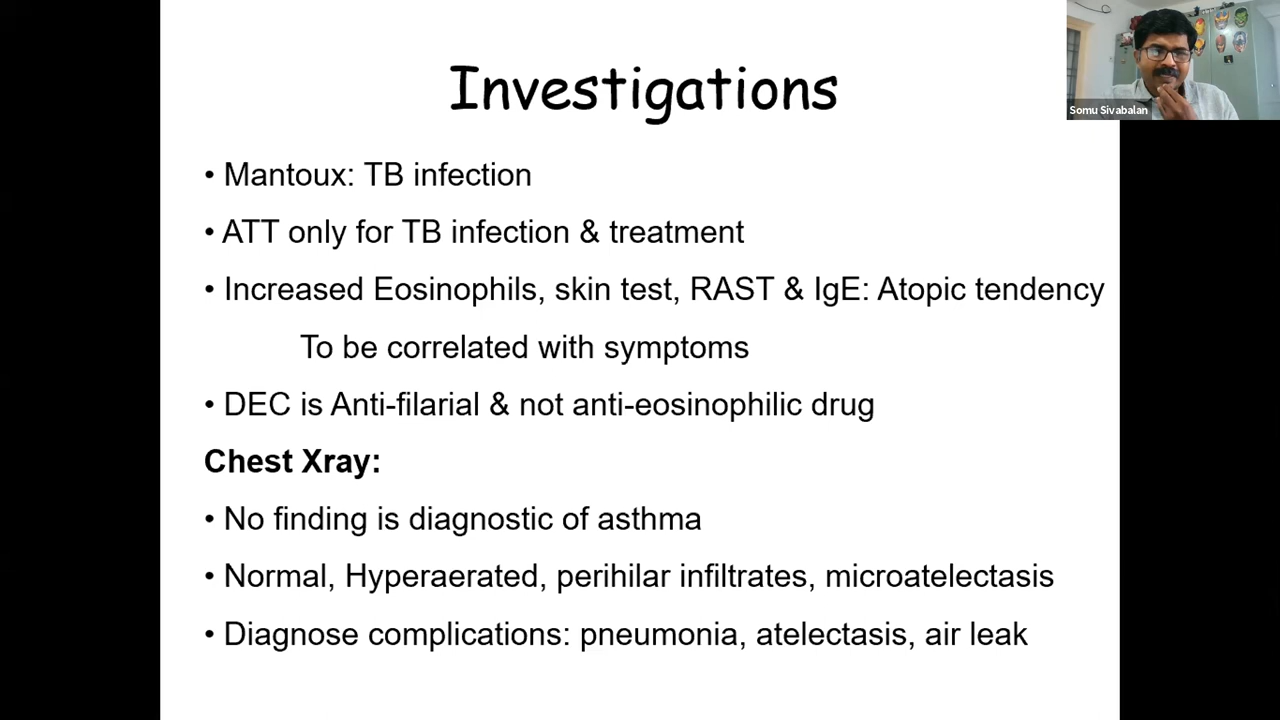 Investigations
Somu Sivabalan
• Mantoux: TB infection
• ATT only for TB infection & treatment
• Increased Eosinophils, skin test, RAST & IgE: Atopic tendency
To be correlated with symptoms
• DEC is Anti-filarial & not anti-eosinophilic drug
Chest Xray:
• No finding is diagnostic of asthma
• Normal, Hyperaerated, perihilar infiltrates, microatelectasis
• Diagnose complications: pneumonia, atelectasis, air leak